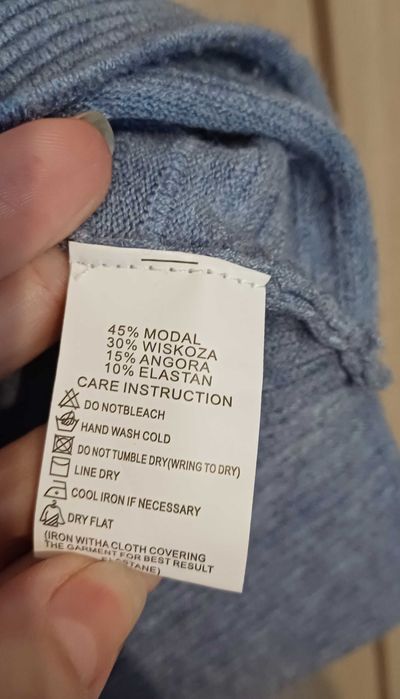 45% MODAL
30% WISKOZA
15% ANGORA
10% ELASTAN
CARE INSTRUCTION
DO NOTBLEACH
HAND WASH COLD
DO NOT TUMBLE DRY(WRING TO DRY)
LINE DRY
COOL IRON IF NECESSARY
DRY FLAT
(IRON WITHA CLOTH COVERING
THE GARMENT FOR BEST RESULT
ELASTANE)